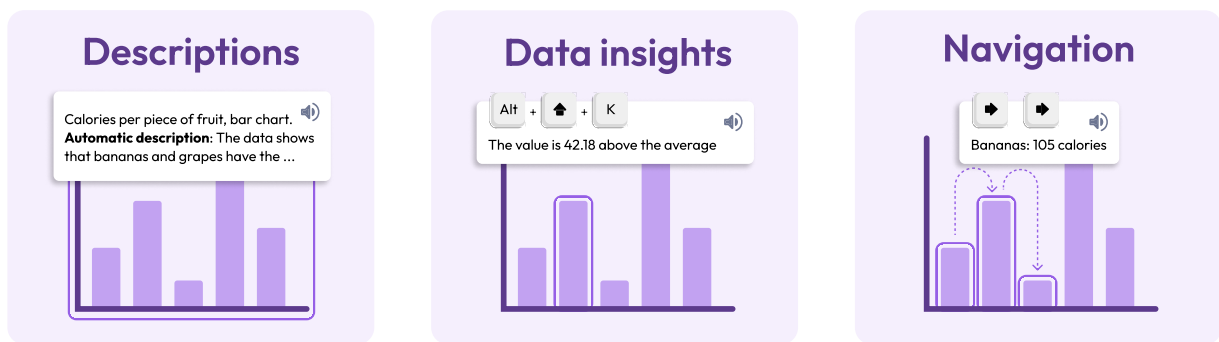 Descriptions
Calories per piece of fruit, bar chart.
Automatic description: The data shows
that bananas and grapes have the ...
Data insights
Alt + + K
The value is 42.18 above the average
Navigation
Bananas: 105 calories